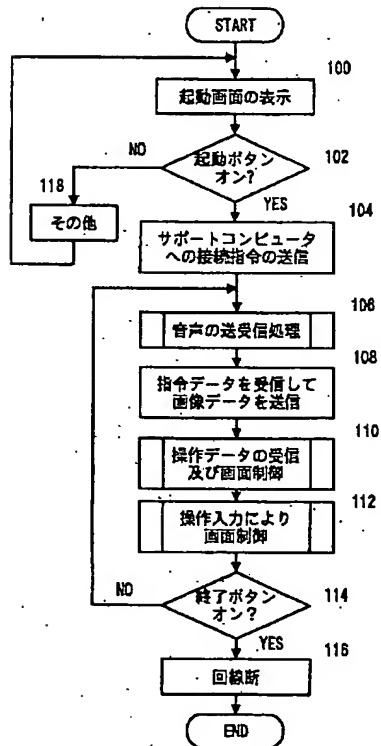 START
100
起動画面の表示
NO
起動ボタン
オン?
102
118
YES
104
その他
サポートコンピュータ
への接続指令の送信
106
音声の送受信処理
108
指令データを受信して
画像データを送信
110
操作データの受信
及び画面制御
112
操作入力により
画面制御
NO
終了ボタン
オン?
114
YES
116
回線断
END